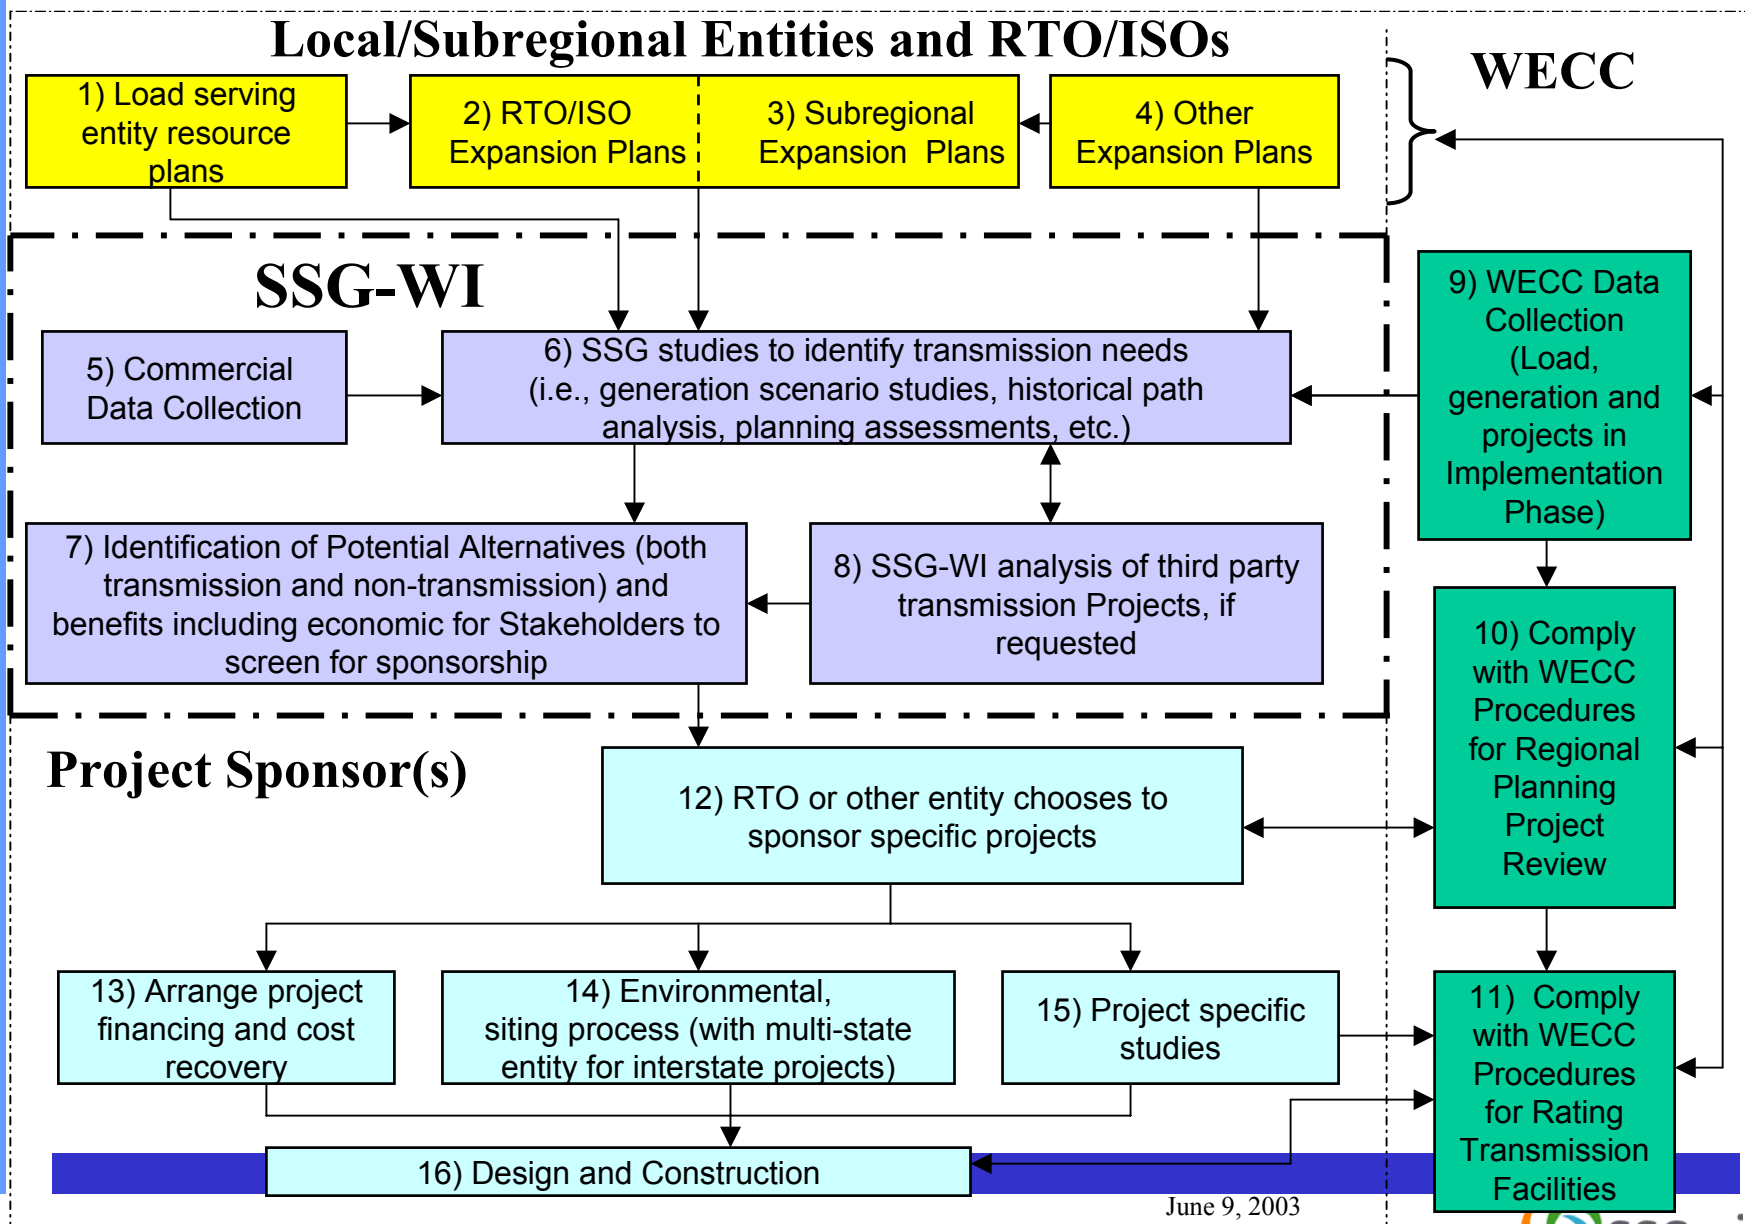 Local/Subregional Entities and RTO/ISOs
WECC
1) Load serving
entity resource
plans
2) RTO/ISO
Expansion Plans
3) Subregional
Expansion Plans
4) Other
Expansion Plans
SSG-WI
5) Commercial
Data Collection
6) SSG studies to identify transmission needs
(i.e., generation scenario studies, historical path
analysis, planning assessments, etc.)
9) WECC Data
Collection
(Load,
generation and
projects in
Implementation
Phase)
7) Identification of Potential Alternatives (both
transmission and non-transmission) and
benefits including economic for Stakeholders to
screen for sponsorship
8) SSG-WI analysis of third party
transmission Projects, if
requested
10) Comply
with WECC
Procedures
for Regional
Planning
Project
Review
Project Sponsor(s)
12) RTO or other entity chooses to
sponsor specific projects
13) Arrange project
financing and cost
recovery
14) Environmental,
siting process (with multi-state
entity for interstate projects)
15) Project specific
studies
11) Comply
with WECC
Procedures
for Rating
Transmission
Facilities
16) Design and Construction
June 9, 2003